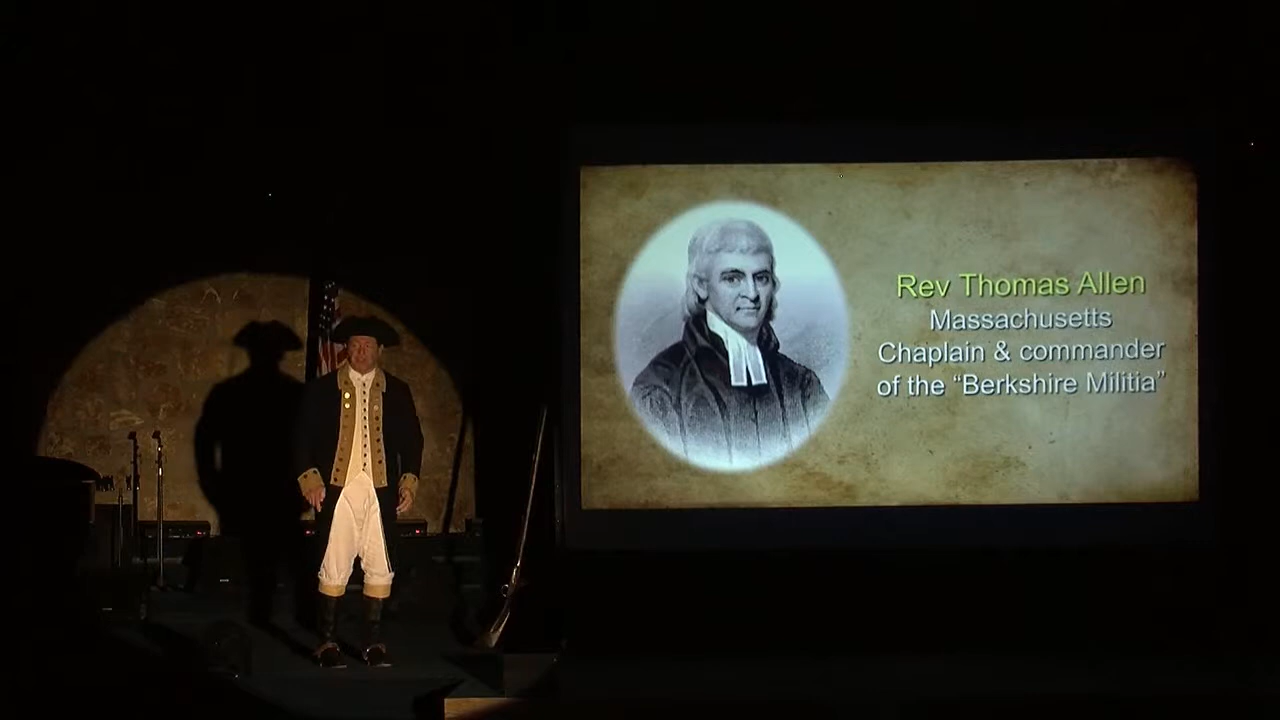 Rev Thomas Allen
Massachusetts
Chaplain & commander
of the “Berkshire Militia”